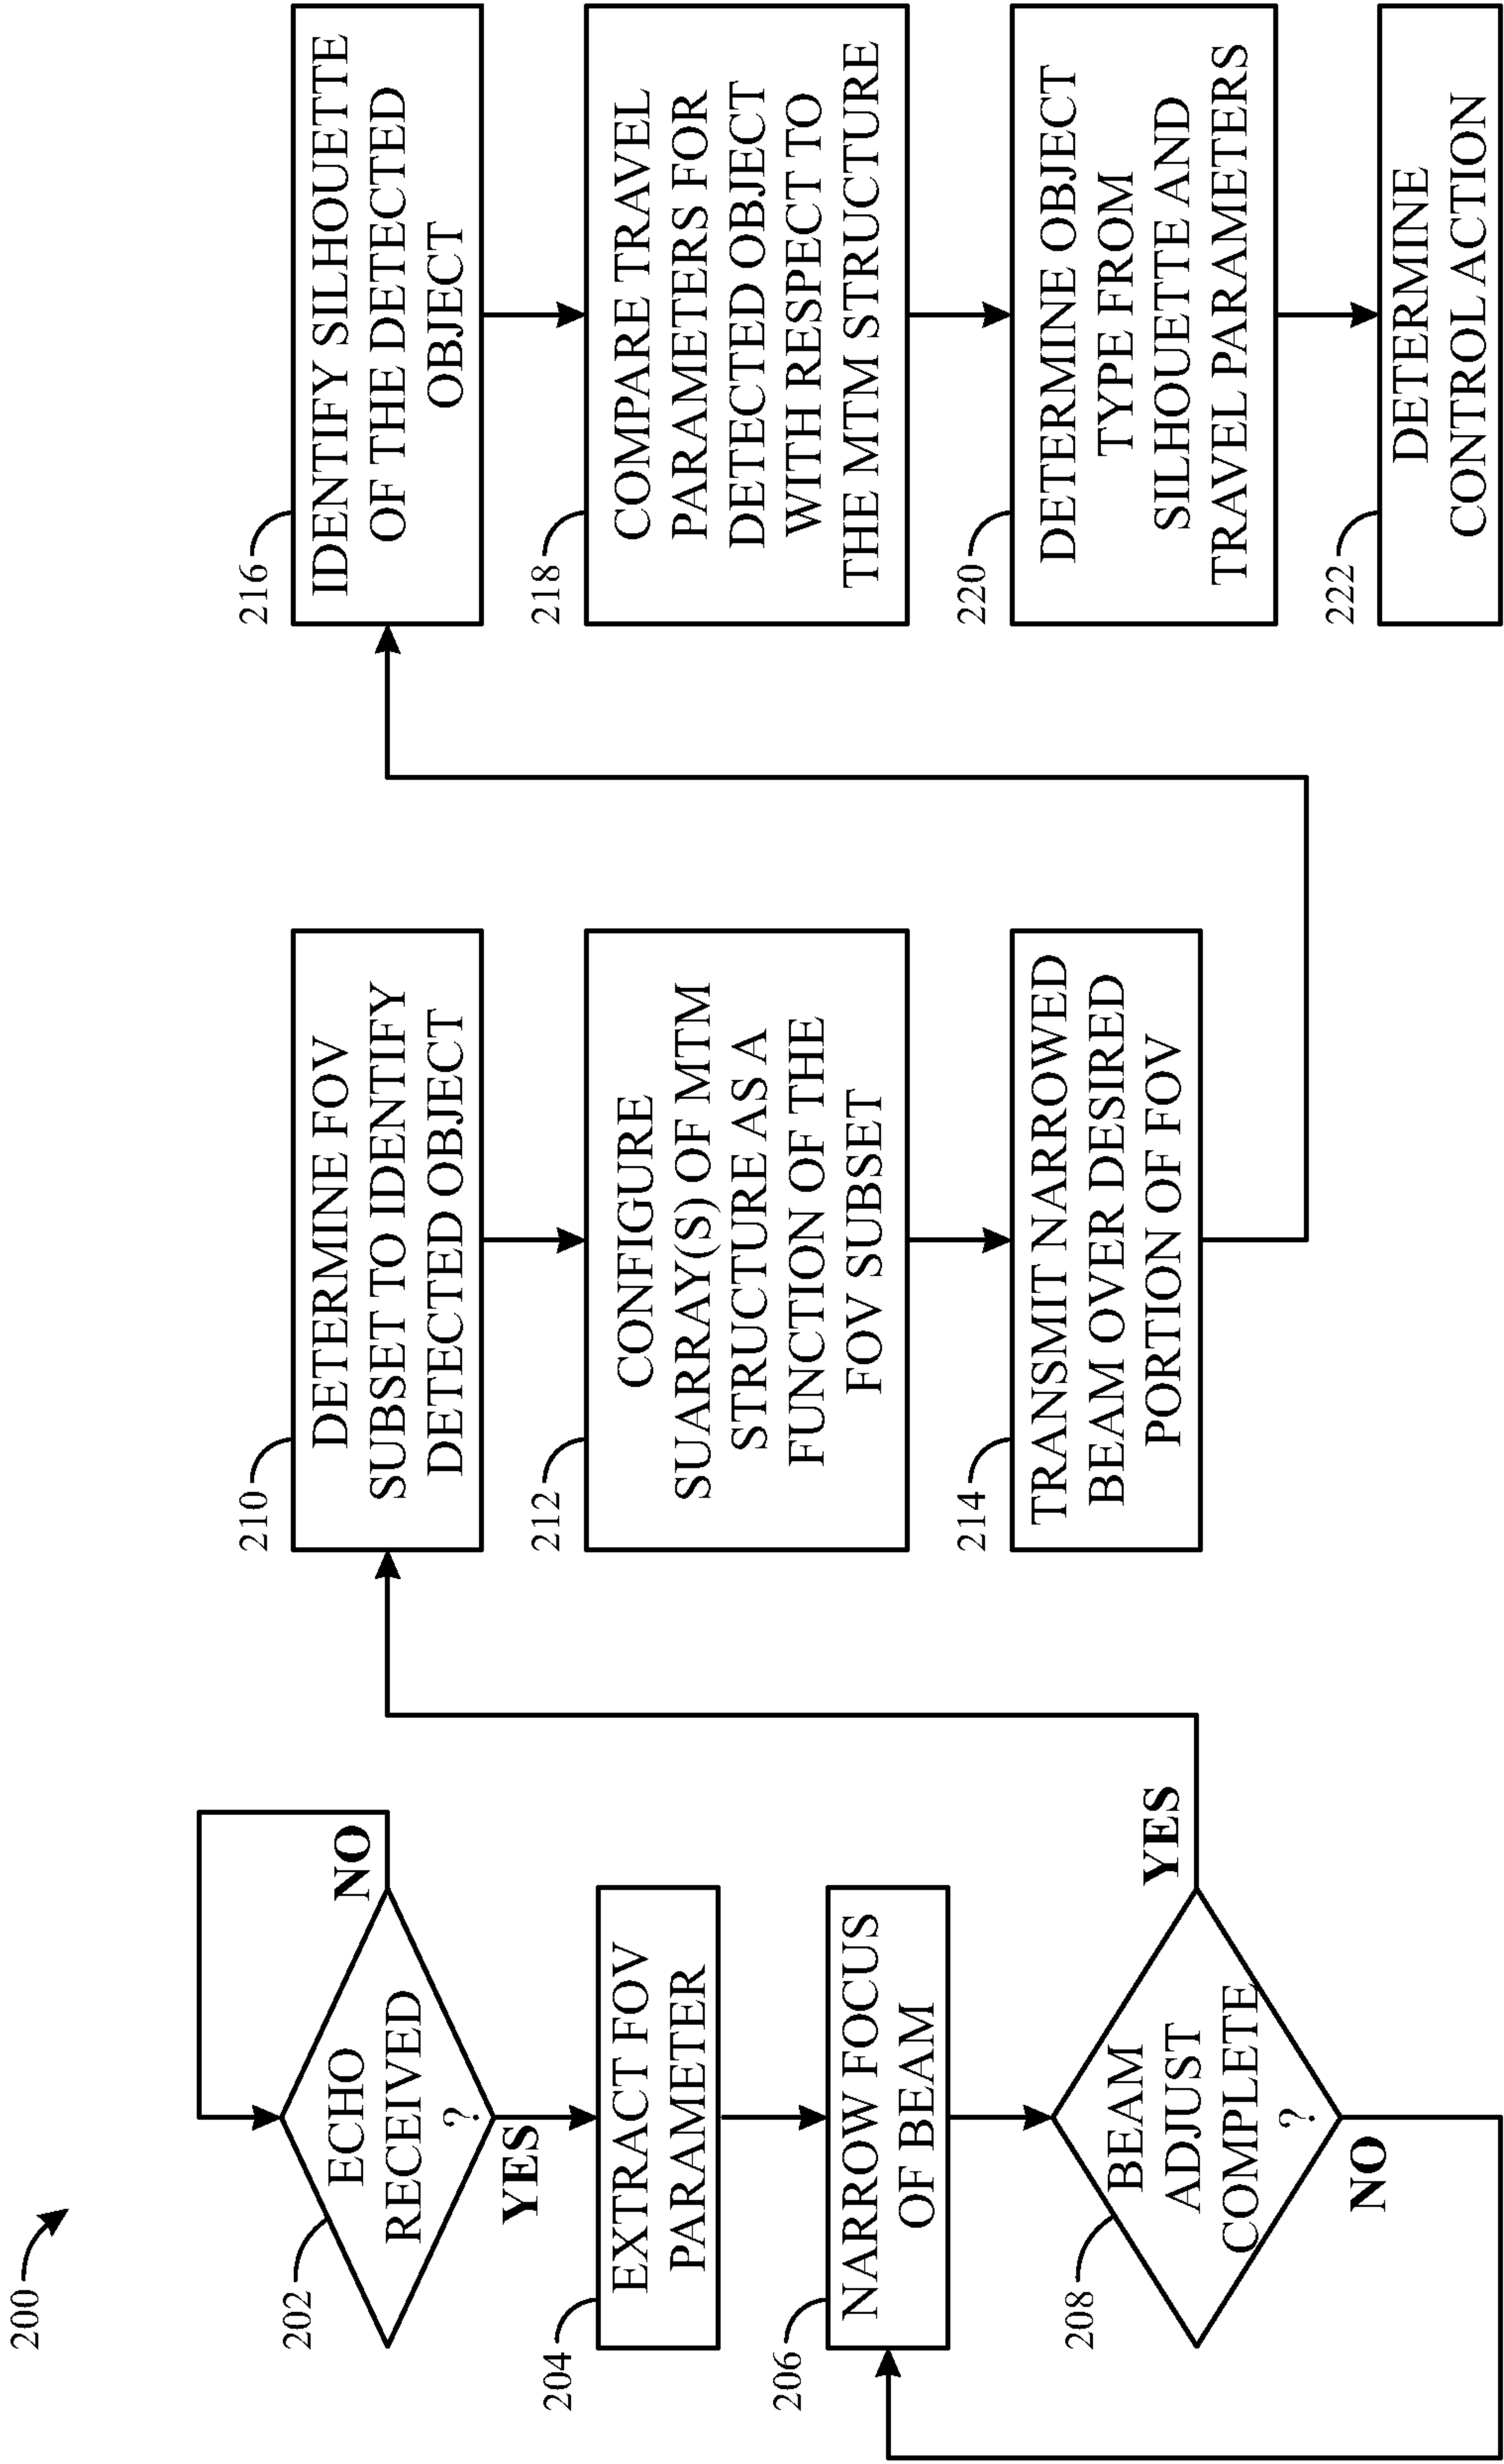 200
202
ECHO
RECEIVED
?
NO
YES
204
EXTRACT FOV
PARAMETER
206
NARROW FOCUS
OF BEAM
208
BEAM
ADJUST
COMPLETE
?
YES
NO
210
DETERMINE FOV
SUBSET TO IDENTIFY
DETECTED OBJECT
212
CONFIGURE
SUARRAY(S) OF MTM
STRUCTURE AS A
FUNCTION OF THE
FOV SUBSET
214
TRANSMIT NARROWED
BEAM OVER DESIRED
PORTION OF FOV
216
IDENTIFY SILHOUETTE
OF THE DETECTED
OBJECT
218
COMPARE TRAVEL
PARAMETERS FOR
DETECTED OBJECT
WITH RESPECT TO
THE MTM STRUCTURE
220
DETERMINE OBJECT
TYPE FROM
SILHOUETTE AND
TRAVEL PARAMETERS
222
DETERMINE
CONTROL ACTION